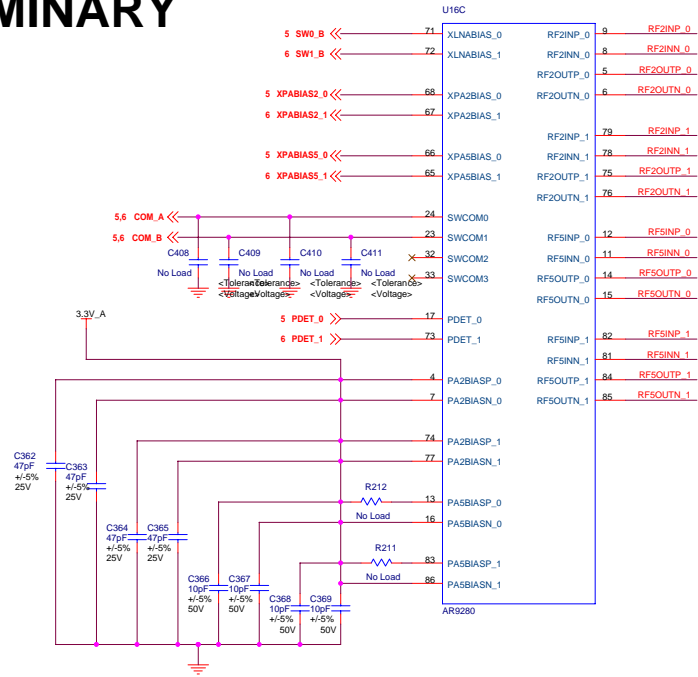 MINARY
U16C
5 SW0_B 71 XLNABIAS_0 RF2INP_0 9 RF2INP_0
6 SW1_B 72 XLNABIAS_1 RF2INN_0 8 RF2INN_0
RF2OUTP_0 5 RF2OUTP_0
5 XPABIAS2_0 68 XPA2BIAS_0 RF2OUTN_0 6 RF2OUTN_0
6 XPABIAS2_1 67 XPA2BIAS_1
RF2INP_1 79 RF2INP_1
5 XPABIAS5_0 66 XPA5BIAS_0 RF2INN_1 78 RF2INN_1
6 XPABIAS5_1 65 XPA5BIAS_1 RF2OUTP_1 75 RF2OUTP_1
RF2OUTN_1 76 RF2OUTN_1
5,6 COM_A 24 SWCOM0
5,6 COM_B 23 SWCOM1 RF5INP_0 12 RF5INP_0
C408 C409 C410 C411 32 SWCOM2 RF5INN_0 11 RF5INN_0
No Load No Load No Load No Load 33 SWCOM3 RF5OUTP_0 14 RF5OUTP_0
<Tolerance> <Tolerance> <Tolerance> <Tolerance>
<Voltage> <Voltage> <Voltage> <Voltage>
RF5OUTN_0 15 RF5OUTN_0
3.3V_A
5 PDET_0 17 PDET_0
6 PDET_1 73 PDET_1 RF5INP_1 82 RF5INP_1
RF5INN_1 81 RF5INN_1
4 PA2BIASP_0 RF5OUTP_1 84 RF5OUTP_1
7 PA2BIASN_0 RF5OUTN_1 85 RF5OUTN_1
74 PA2BIASP_1
77 PA2BIASN_1
C362
47pF
+/-5%
25V
C363
47pF
+/-5%
25V
R212
No Load
13 PA5BIASP_0
16 PA5BIASN_0
C364
47pF
+/-5%
25V
C365
47pF
+/-5%
25V
R211
No Load
83 PA5BIASP_1
86 PA5BIASN_1
C366
10pF
+/-5%
50V
C367
10pF
+/-5%
50V
C368
10pF
+/-5%
50V
C369
10pF
+/-5%
50V
AR9280